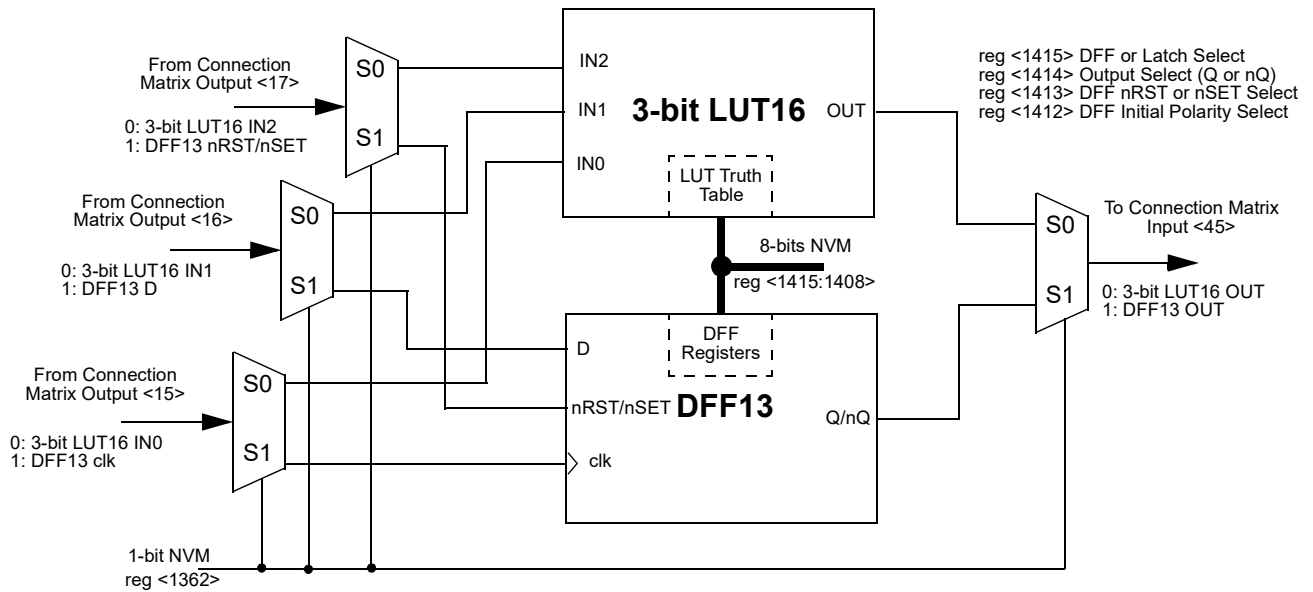 From Connection
Matrix Output <17>
0: 3-bit LUT16 IN2
1: DFF13 nRST/nSET
S0
S1
From Connection
Matrix Output <16>
0: 3-bit LUT16 IN1
1: DFF13 D
S0
S1
From Connection
Matrix Output <15>
0: 3-bit LUT16 IN0
1: DFF13 clk
S0
S1
1-bit NVM
reg <1362>
IN2
IN1
IN0
3-bit LUT16
OUT
LUT Truth
Table
8-bits NVM
reg <1415:1408>
DFF
Registers
D
nRST/nSET
clk
DFF13
Q/nQ
reg <1415> DFF or Latch Select
reg <1414> Output Select (Q or nQ)
reg <1413> DFF nRST or nSET Select
reg <1412> DFF Initial Polarity Select
S0
S1
To Connection Matrix
Input <45>
0: 3-bit LUT16 OUT
1: DFF13 OUT